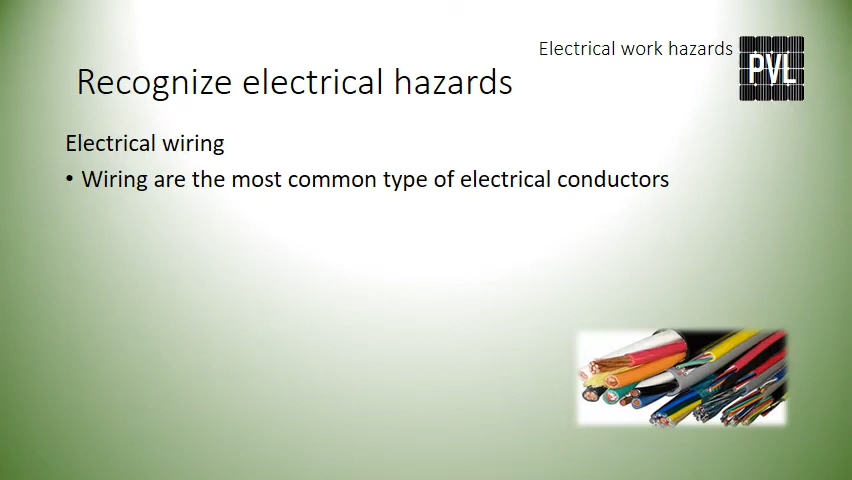 Electrical work hazards
PVL
Recognize electrical hazards
Electrical wiring
• Wiring are the most common type of electrical conductors